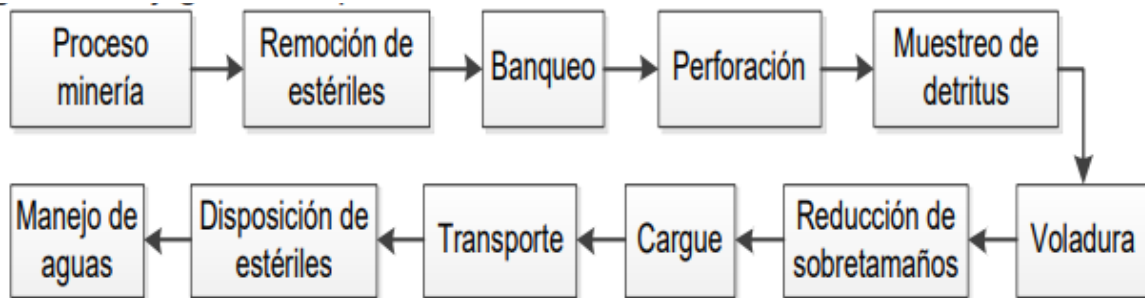 Proceso
minería
Remoción de
estériles
Banqueo
Perforación
Muestreo de
detritus
Voladura
Reducción de
sobretamaños
Cargue
Transporte
Disposición de
estériles
Manejo de
aguas